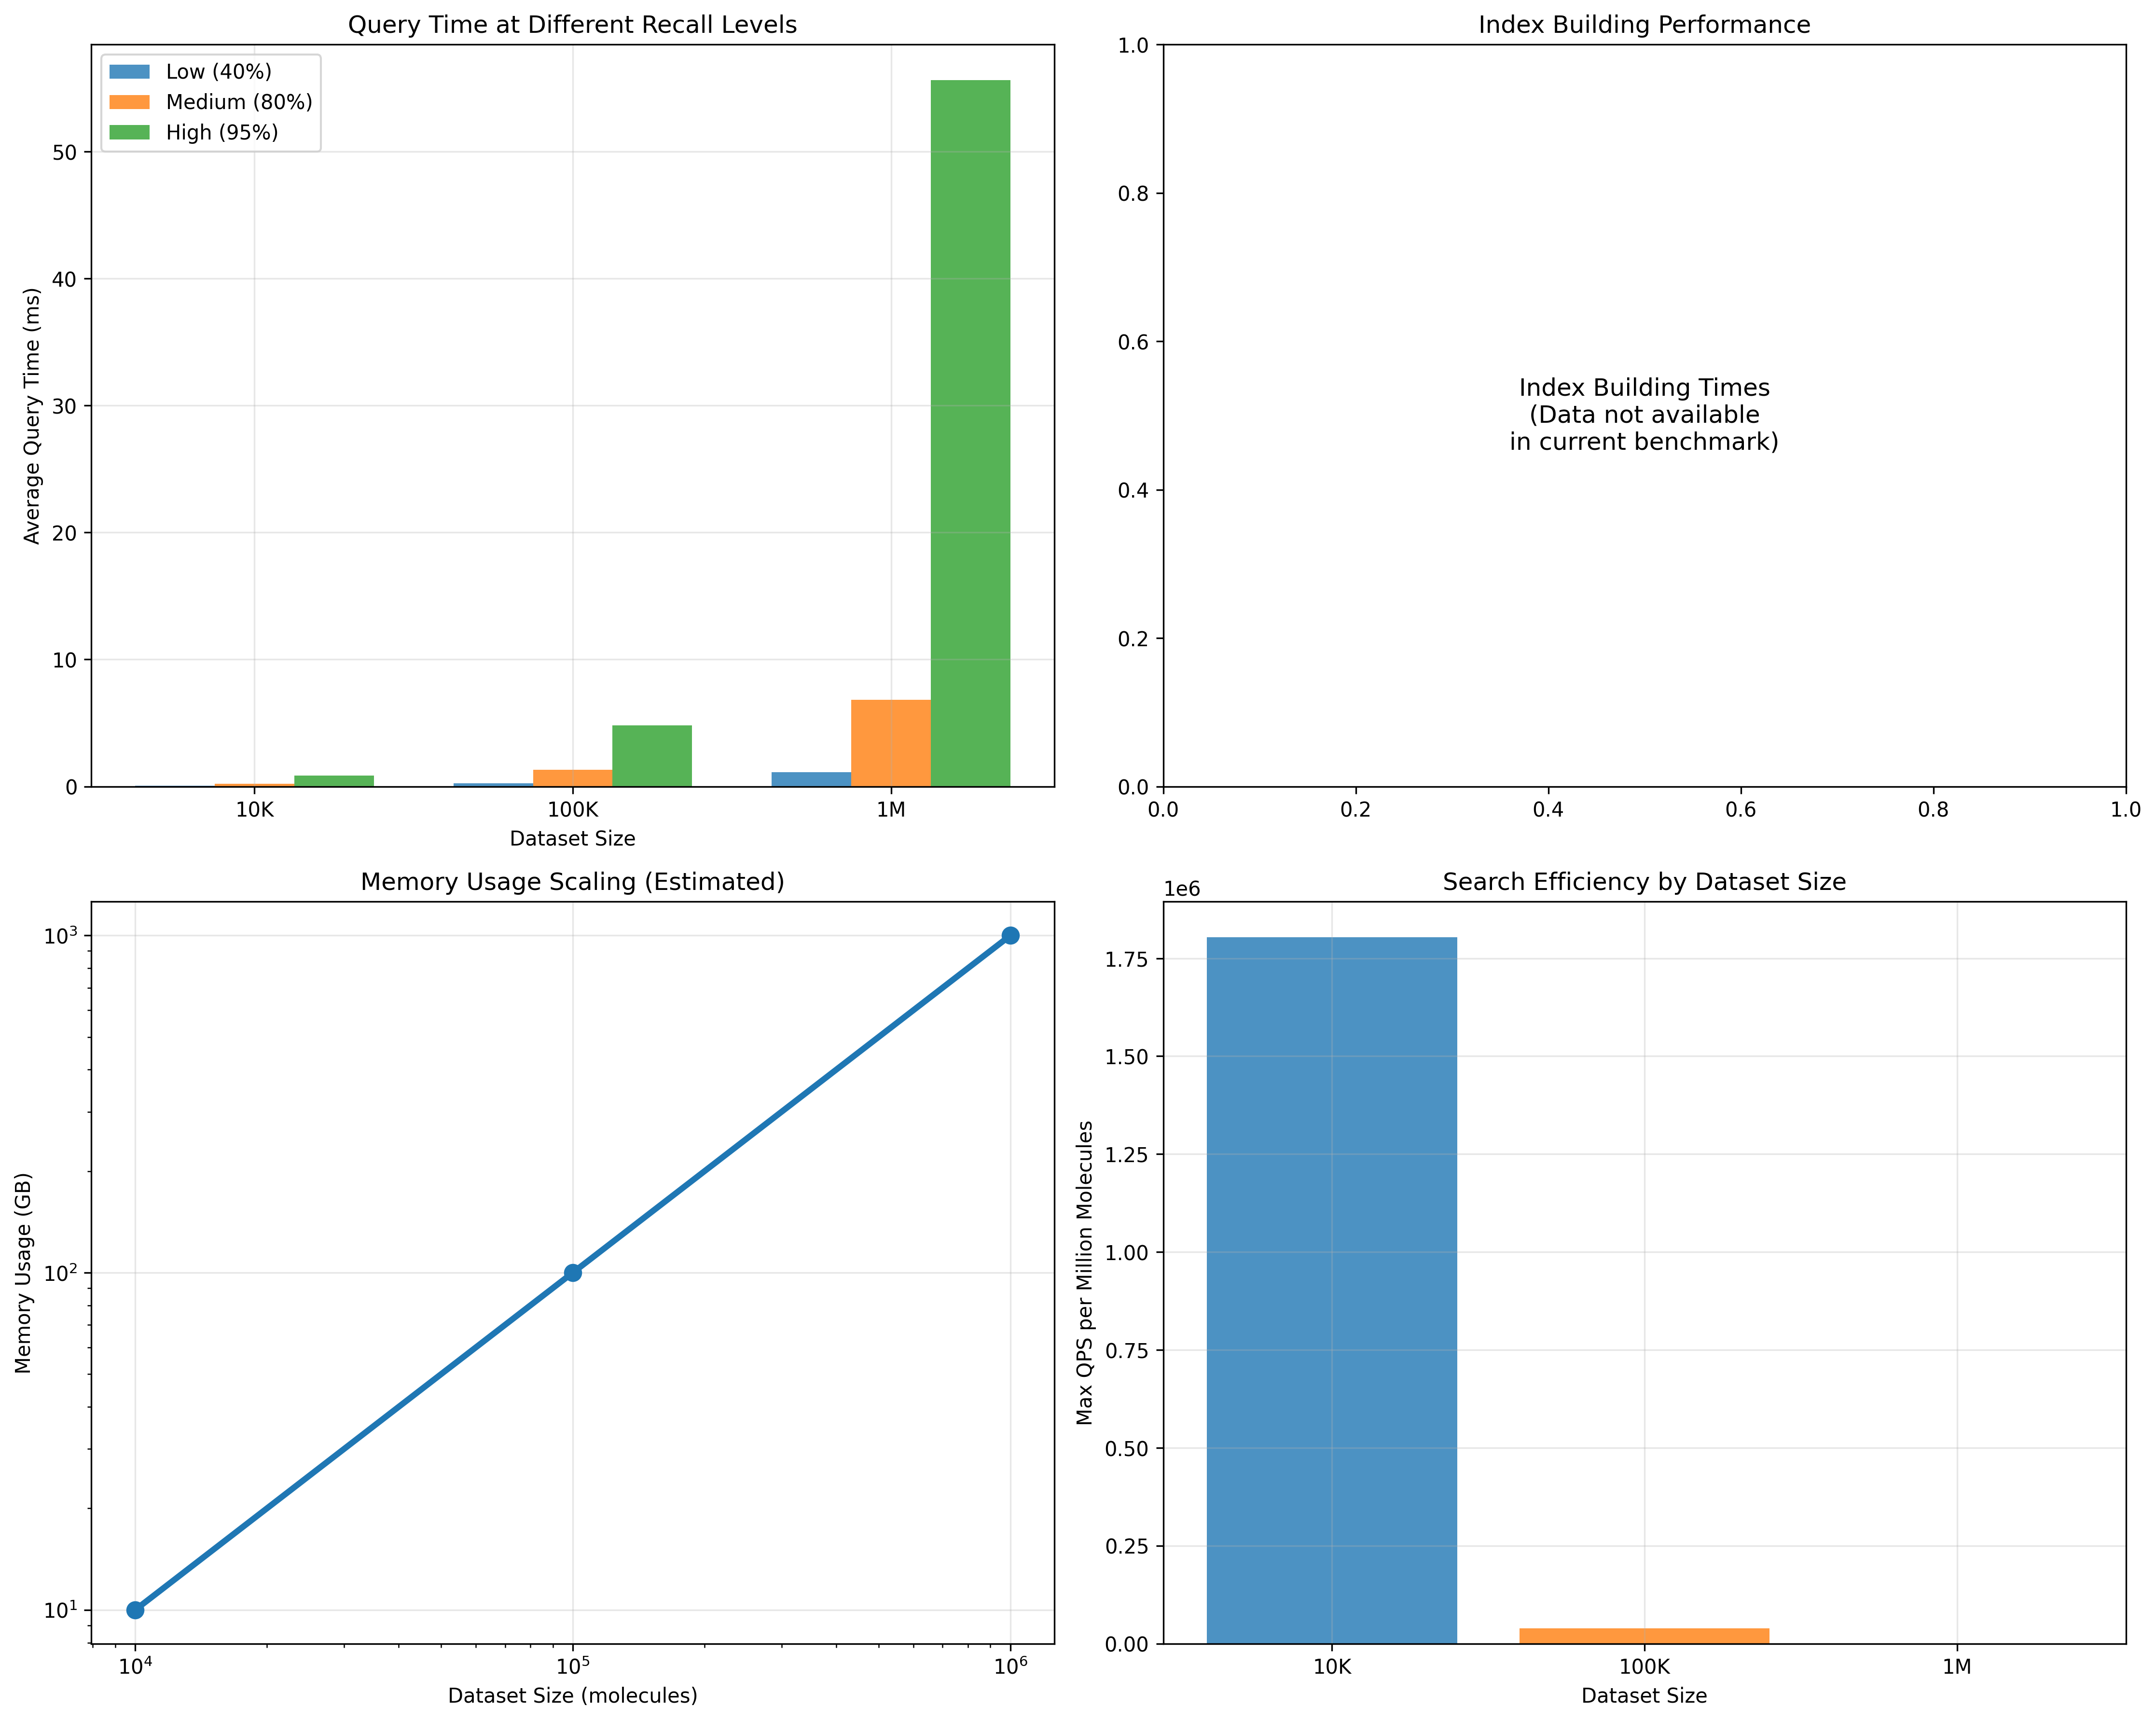 Query Time at Different Recall Levels
Low (40%)
Medium (80%)
High (95%)
Average Query Time (ms)
50
40
30
20
10
0
10K
100K
1M
Dataset Size
Index Building Performance
1.0
0.8
0.6
0.4
0.2
0.0
Index Building Times
(Data not available
in current benchmark)
0.0
0.2
0.4
0.6
0.8
1.0
Memory Usage Scaling (Estimated)
Memory Usage (GB)
10³
10²
10¹
10⁴
10⁵
10⁶
Dataset Size (molecules)
Search Efficiency by Dataset Size
1e6
Max QPS per Million Molecules
1.75
1.50
1.25
1.00
0.75
0.50
0.25
0.00
10K
100K
1M
Dataset Size